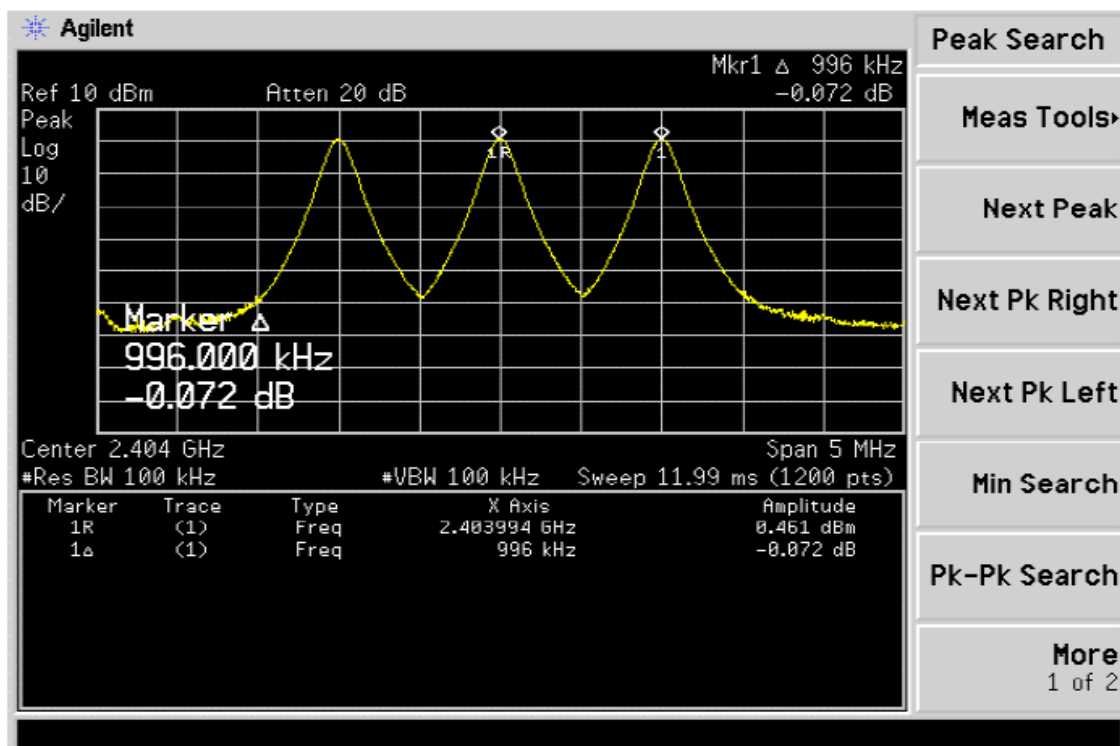 Agilent
Peak Search
Mkr1 Δ 996 kHz
Ref 10 dBm Atten 20 dB -0.072 dB
Peak
Log
10
dB/
1R
1
Marker Δ
996.000 kHz
-0.072 dB
Center 2.404 GHz Span 5 MHz
#Res BW 100 kHz #VBW 100 kHz Sweep 11.99 ms (1200 pts)
Marker Trace Type X Axis Amplitude
1R (1) Freq 2.403994 GHz 0.461 dBm
1Δ (1) Freq 996 kHz -0.072 dB
Meas Tools▸
Next Peak
Next Pk Right
Next Pk Left
Min Search
Pk-Pk Search
More
1 of 2